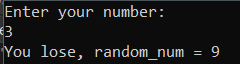 Enter your number:
3
You lose, random_num = 9